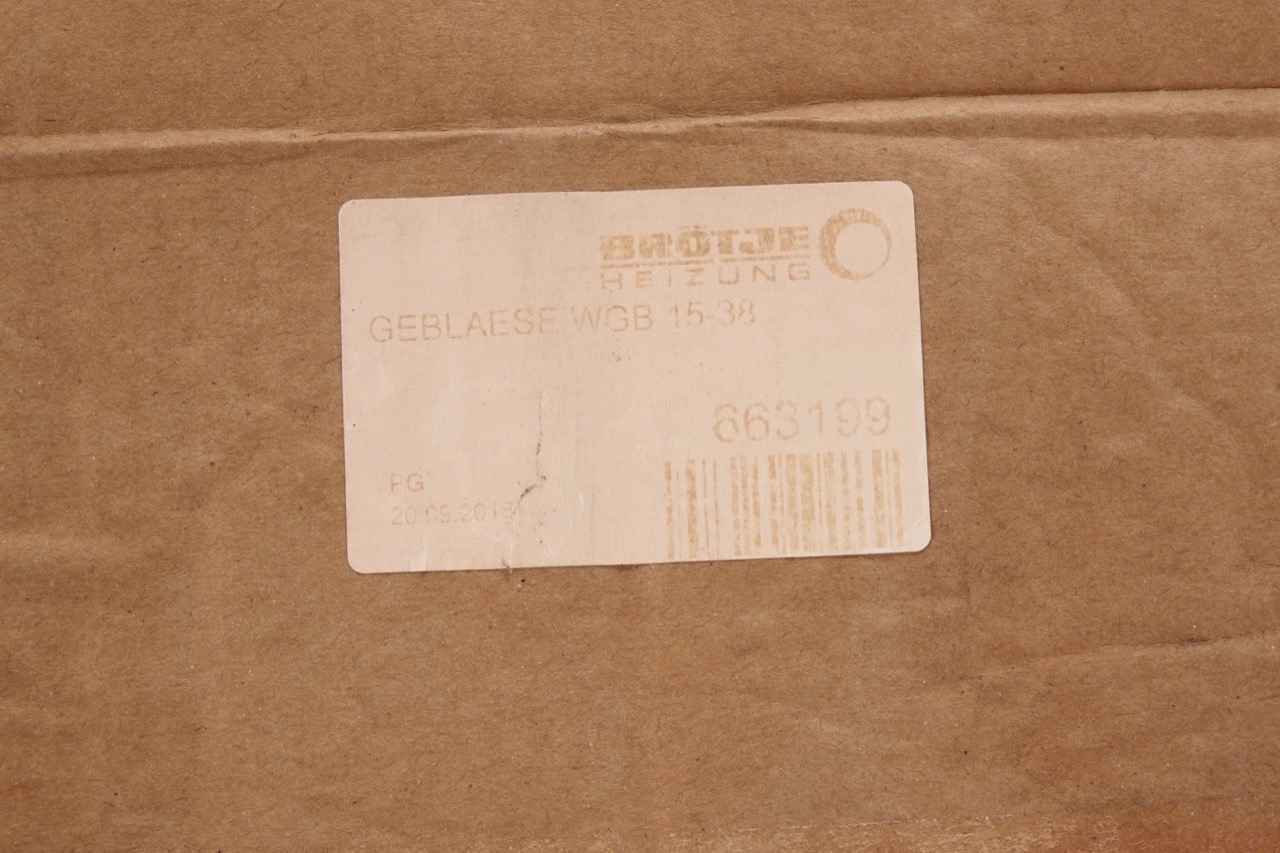 BRÖTJE
HEIZUNG
GEBLAESE WGB 15-38
663199
PG